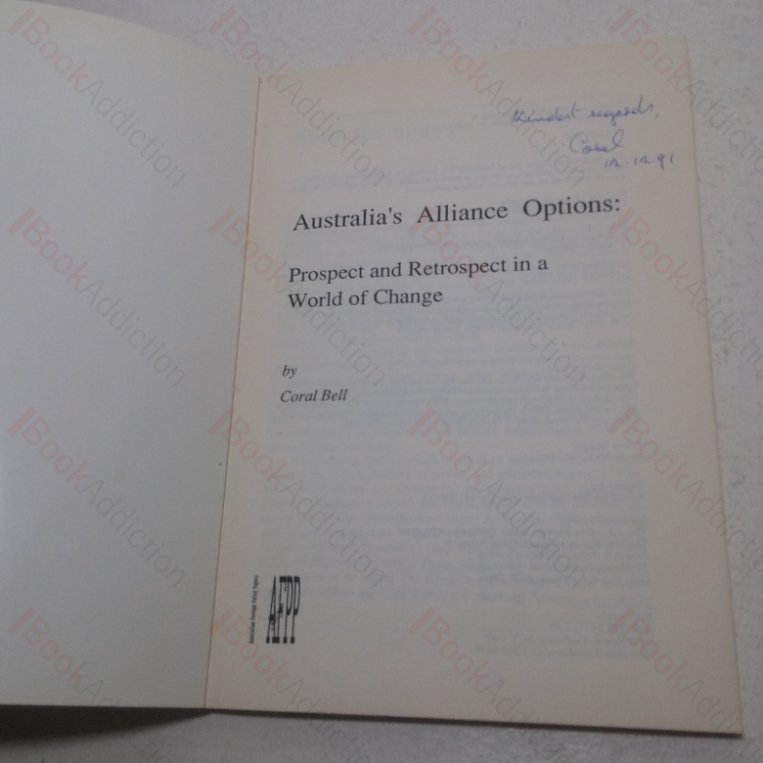 Kindest regards,
Coral
12.12.91
Australia's Alliance Options:
Prospect and Retrospect in a
World of Change
by
Coral Bell
AFPP
BookAddiction